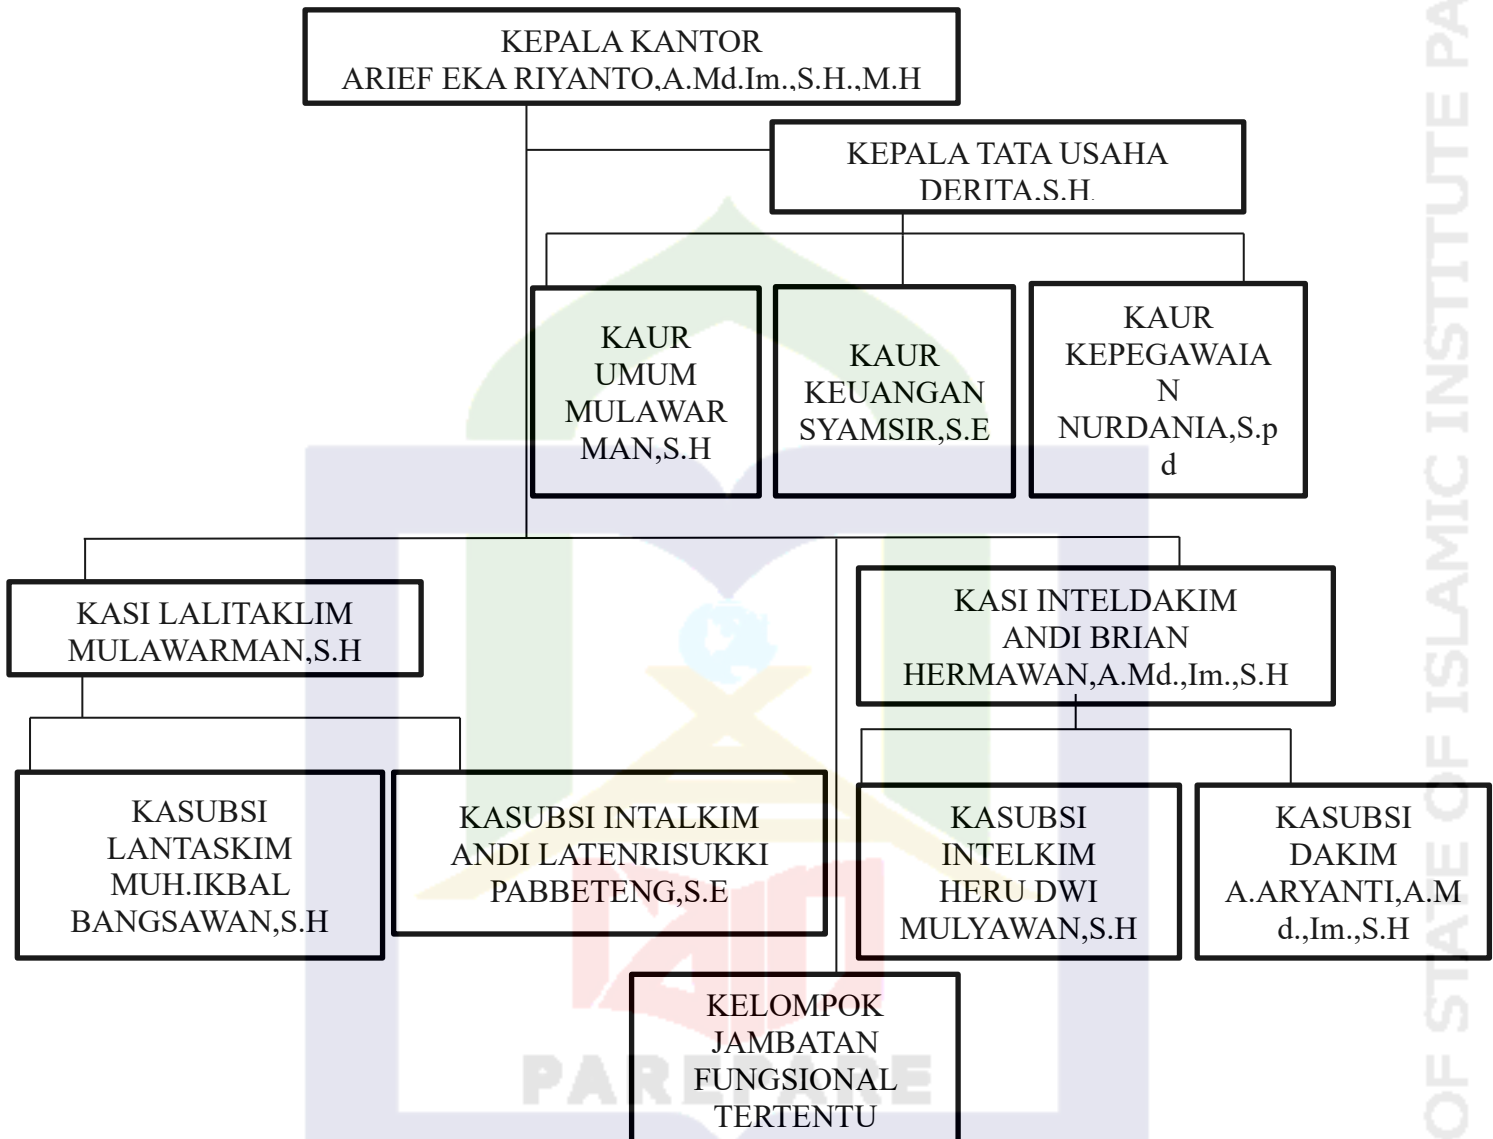 KEPALA KANTOR
ARIEF EKA RIYANTO,A.Md.Im.,S.H.,M.H
KEPALA TATA USAHA
DERITA,S.H.
KAUR
UMUM
MULAWAR
MAN,S.H
KAUR
KEUANGAN
SYAMSIR,S.E
KAUR
KEPEGAWAIA
N
NURDANIA,S.p
d
KASI LALITAKLIM
MULAWARMAN,S.H
KASI INTELDAKIM
ANDI BRIAN
HERMAWAN,A.Md.,Im.,S.H
KASUBSI
LANTASKIM
MUH.IKBAL
BANGSAWAN,S.H
KASUBSI INTALKIM
ANDI LATENRISUKKI
PABBETENG,S.E
KASUBSI
INTELKIM
HERU DWI
MULYAWAN,S.H
KASUBSI
DAKIM
A.ARYANTI,A.M
d.,Im.,S.H
KELOMPOK
JAMBATAN
FUNGSIONAL
TERTENTU
PAREPARE
OF STATE OF ISLAMIC INSTITUTE PA